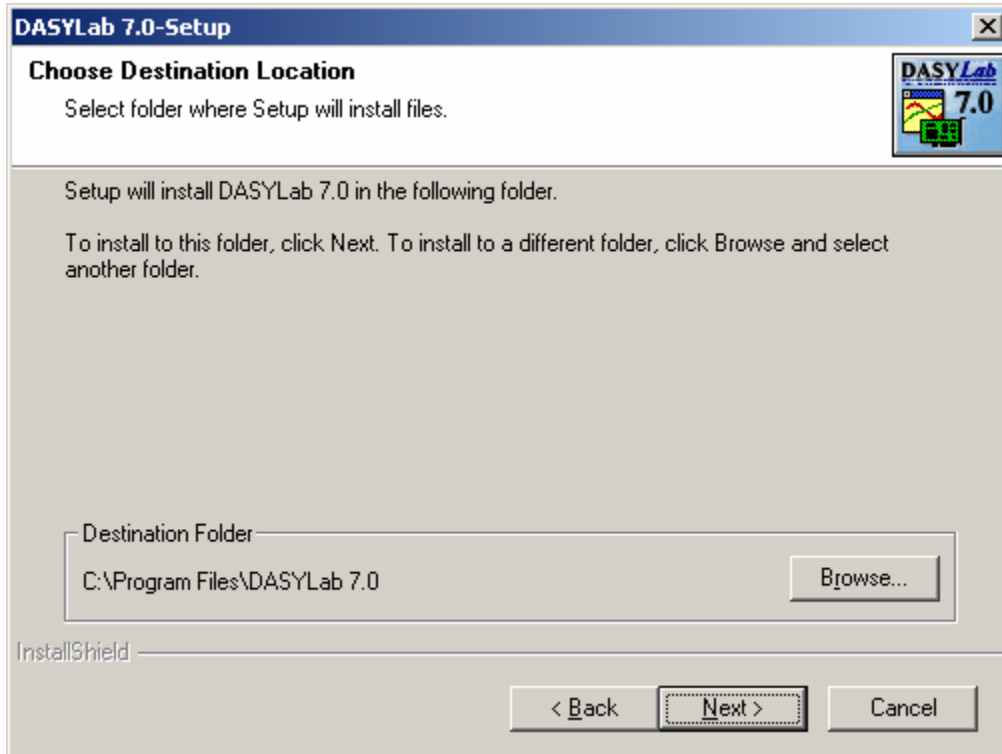 DASYLab 7.0-Setup
Choose Destination Location
Select folder where Setup will install files.
DASYLab
7.0
Setup will install DASYLab 7.0 in the following folder.
To install to this folder, click Next. To install to a different folder, click Browse and select
another folder.
Destination Folder
C:\Program Files\DASYLab 7.0
Browse...
InstallShield
< Back
Next >
Cancel